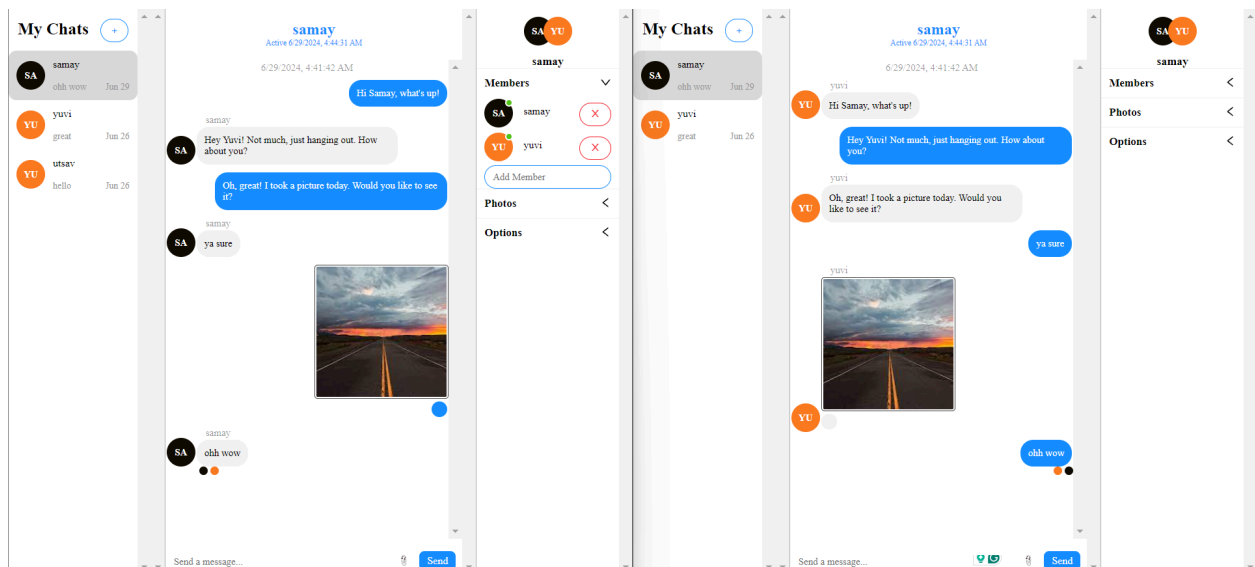 My Chats
+
SA
samay
ohh wow
Jun 29
YU
yuvi
great
Jun 26
YU
utsav
hello
Jun 26
samay
Active 6/29/2024, 4:44:31 AM
6/29/2024, 4:41:42 AM
Hi Samay, what's up!
samay
SA
Hey Yuvi! Not much, just hanging out. How
about you?
Oh, great! I took a picture today. Would you like to see
it?
samay
SA
ya sure
samay
SA
ohh wow
Send a message...
Send
SA
YU
samay
Members
SA
samay
X
YU
yuvi
X
Add Member
Photos
Options
My Chats
+
SA
samay
ohh wow
Jun 29
YU
yuvi
great
Jun 26
samay
Active 6/29/2024, 4:44:31 AM
6/29/2024, 4:41:42 AM
yuvi
YU
Hi Samay, what's up!
Hey Yuvi! Not much, just hanging out. How about
you?
yuvi
YU
Oh, great! I took a picture today. Would you
like to see it?
ya sure
yuvi
YU
ohh wow
Send a message...
Send
SA
YU
samay
Members
Photos
Options